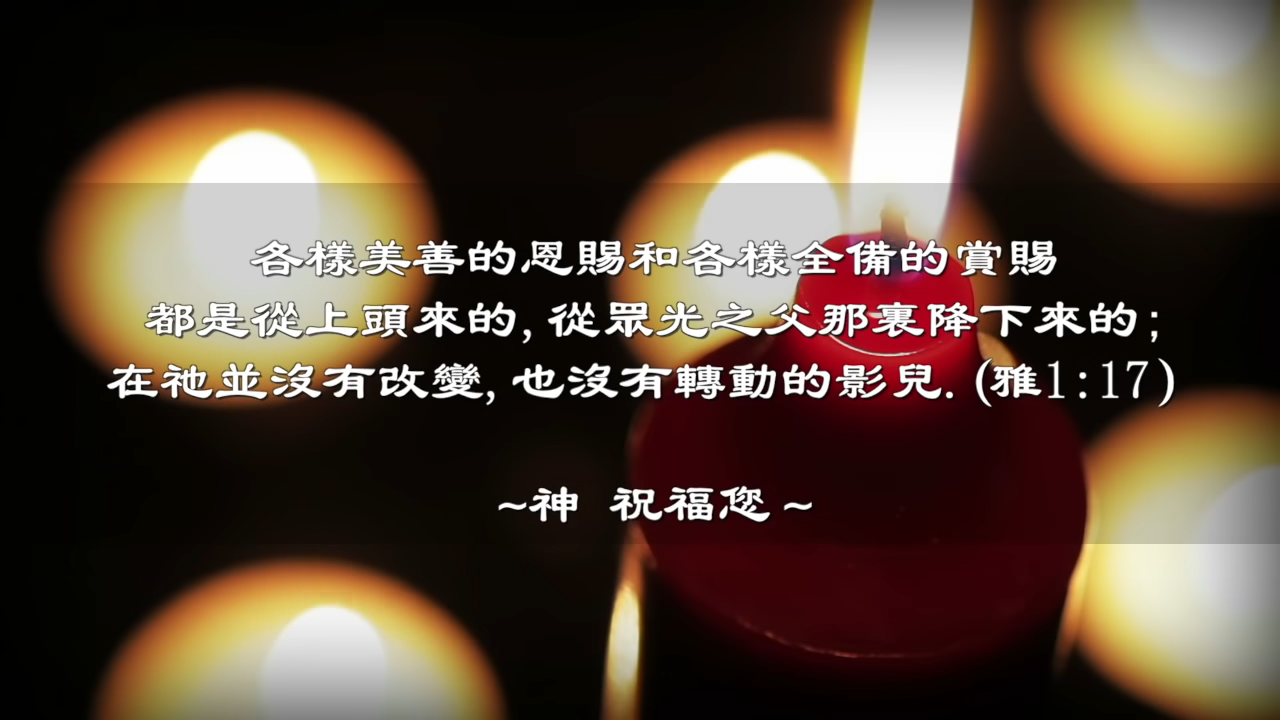 各樣美善的恩賜和各樣全備的賞賜
都是從上頭來的,從眾光之父那裏降下來的;
在祂並沒有改變,也沒有轉動的影兒.(雅1:17)
~神 祝福您~